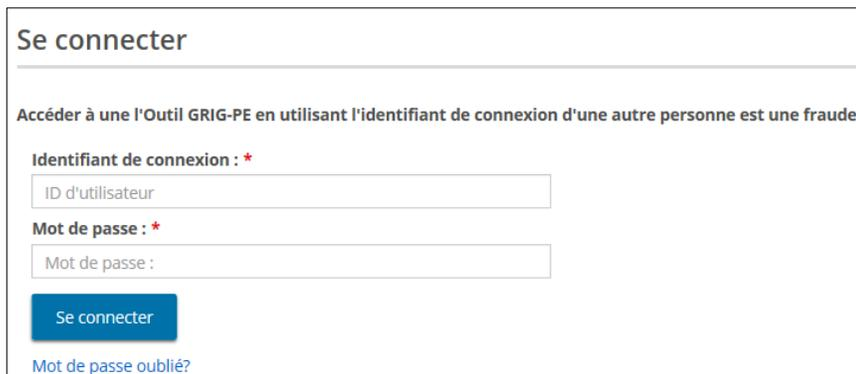 Se connecter
Accéder à une l'Outil GRIG-PE en utilisant l'identifiant de connexion d'une autre personne est une fraude
Identifiant de connexion : *
ID d'utilisateur
Mot de passe : *
Mot de passe :
Se connecter
Mot de passe oublié?